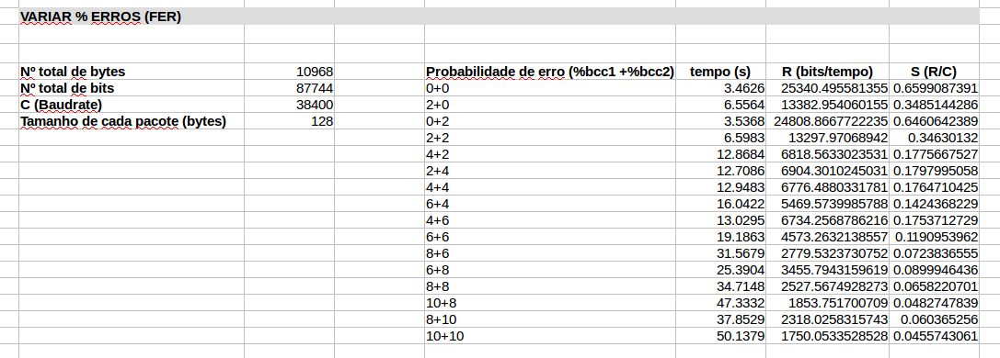 VARIAR % ERROS (FER)
Nº total de bytes 10968 Probabilidade de erro (%bcc1 +%bcc2) tempo (s) R (bits/tempo) S (R/C)
Nº total de bits 87744 0+0 3.4626 25340.495581355 0.6599087391
C (Baudrate) 38400 2+0 6.5564 13382.954060155 0.3485144286
Tamanho de cada pacote (bytes) 128 0+2 3.5368 24808.8667722235 0.6460642389
2+2 6.5983 13297.97068942 0.34630132
4+2 12.8684 6818.5633023531 0.1775667527
2+4 12.7086 6904.3010245031 0.1797995058
4+4 12.9483 6776.4880331781 0.1764710425
6+4 16.0422 5469.5739985788 0.1424368229
4+6 13.0295 6734.2568786216 0.1753712729
6+6 19.1863 4573.2632138557 0.1190953962
8+6 31.5679 2779.5323730752 0.0723836555
6+8 25.3904 3455.7943159619 0.0899946436
8+8 34.7148 2527.5674928273 0.0658220701
10+8 47.3332 1853.751700709 0.0482747839
8+10 37.8529 2318.0258315743 0.060365256
10+10 50.1379 1750.0533528528 0.0455743061